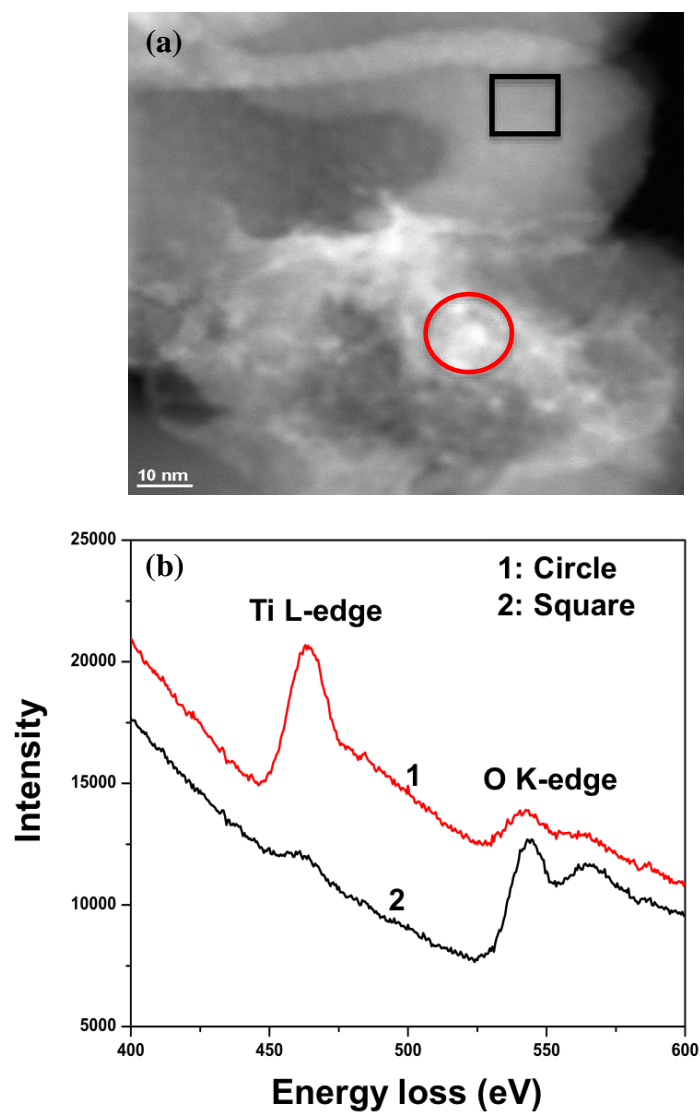 (a)
10 nm
(b)
1: Circle
2: Square
Ti L-edge
O K-edge
1
2
25000
20000
15000
10000
5000
400
450
500
550
600
Intensity
Energy loss (eV)